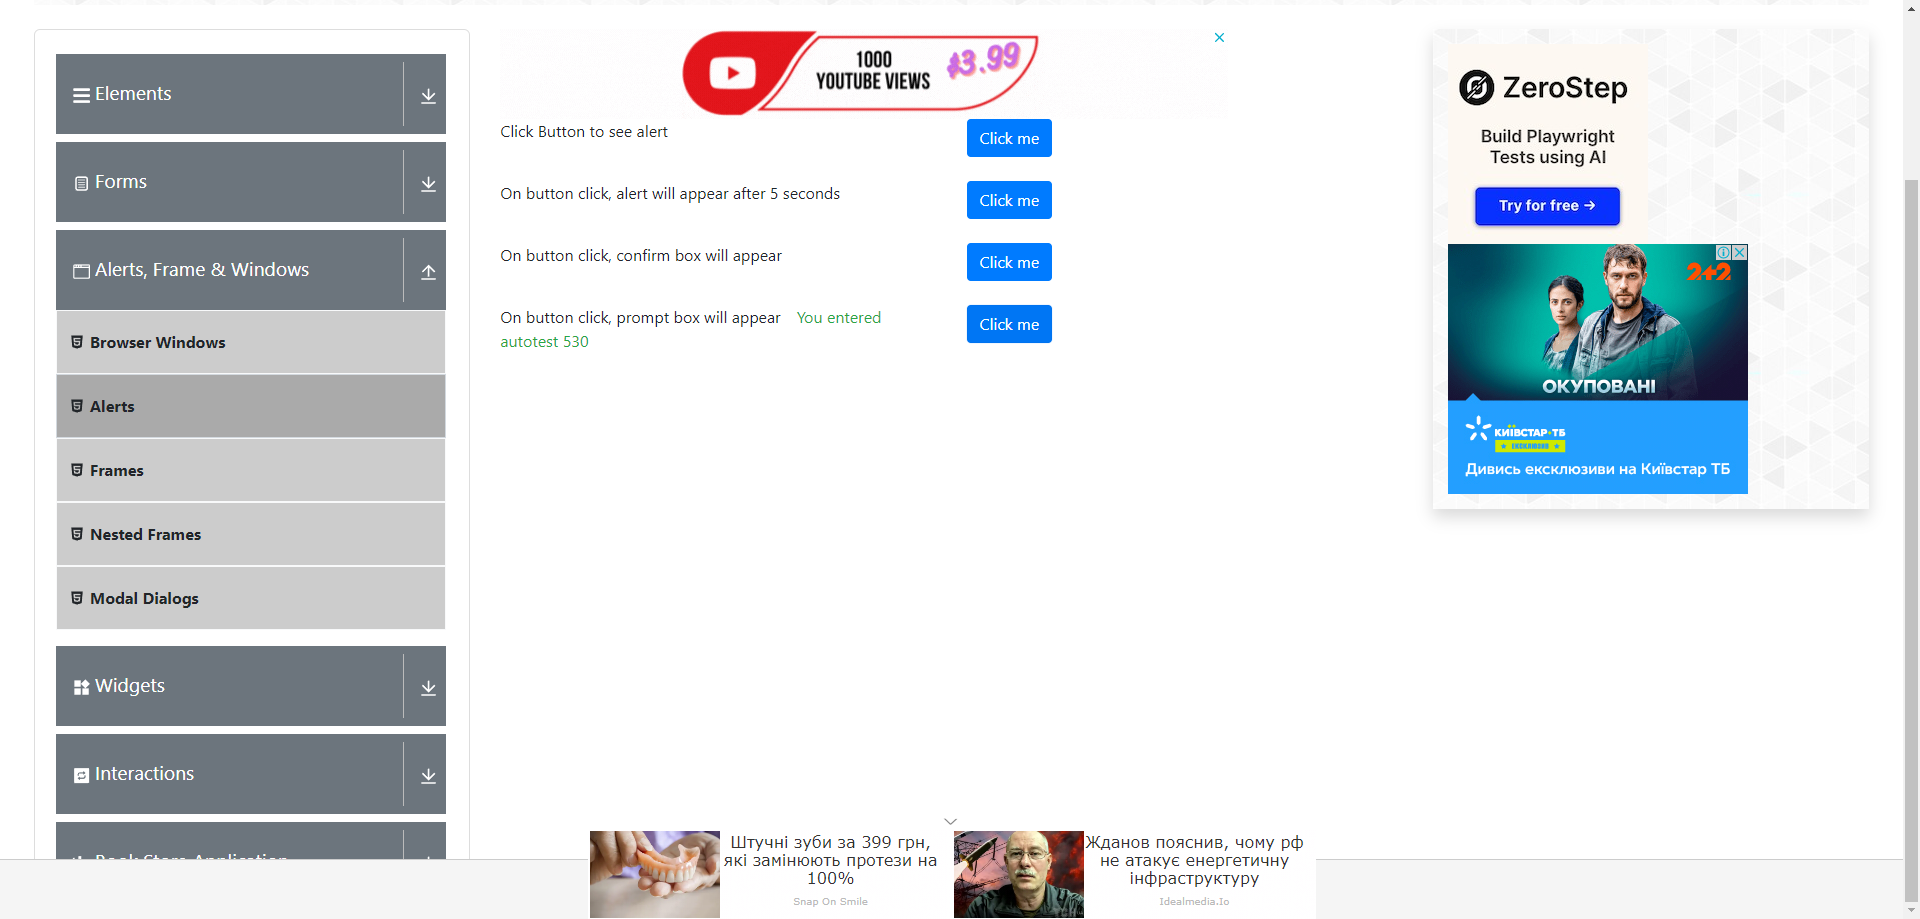 Elements
Forms
Alerts, Frame & Windows
Browser Windows
Alerts
Frames
Nested Frames
Modal Dialogs
Widgets
Interactions
Book Store Application
1000
YOUTUBE VIEWS
$3.99
Click Button to see alert
Click me
On button click, alert will appear after 5 seconds
Click me
On button click, confirm box will appear
Click me
On button click, prompt box will appear You entered
autotest 530
Click me
ZeroStep
Build Playwright
Tests using AI
Try for free →
2+2
ОКУПОВАНІ
КИЇВСТАР•ТБ
★ ЕКСКЛЮЗИВ ★
Дивись ексклюзиви на Київстар ТБ
Штучні зуби за 399 грн,
які замінюють протези на
100%
Snap On Smile
Жданов пояснив, чому рф
не атакує енергетичну
інфраструктуру
Idealmedia.Io